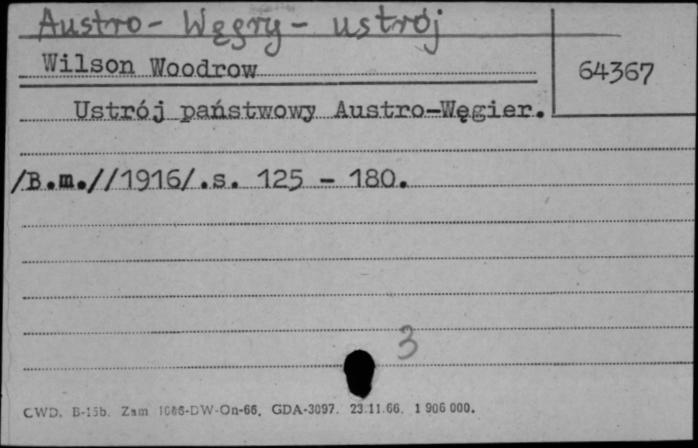 Austro-Węgry - ustrój
Wilson Woodrow
64367
Ustrój państwowy Austro-Węgier.
/B.m.//1916/.s. 125 - 180.
3
CWD. B-15b. Zam 1066-DW-On-66. GDA-3097. 23.11.66. 1 906 000.